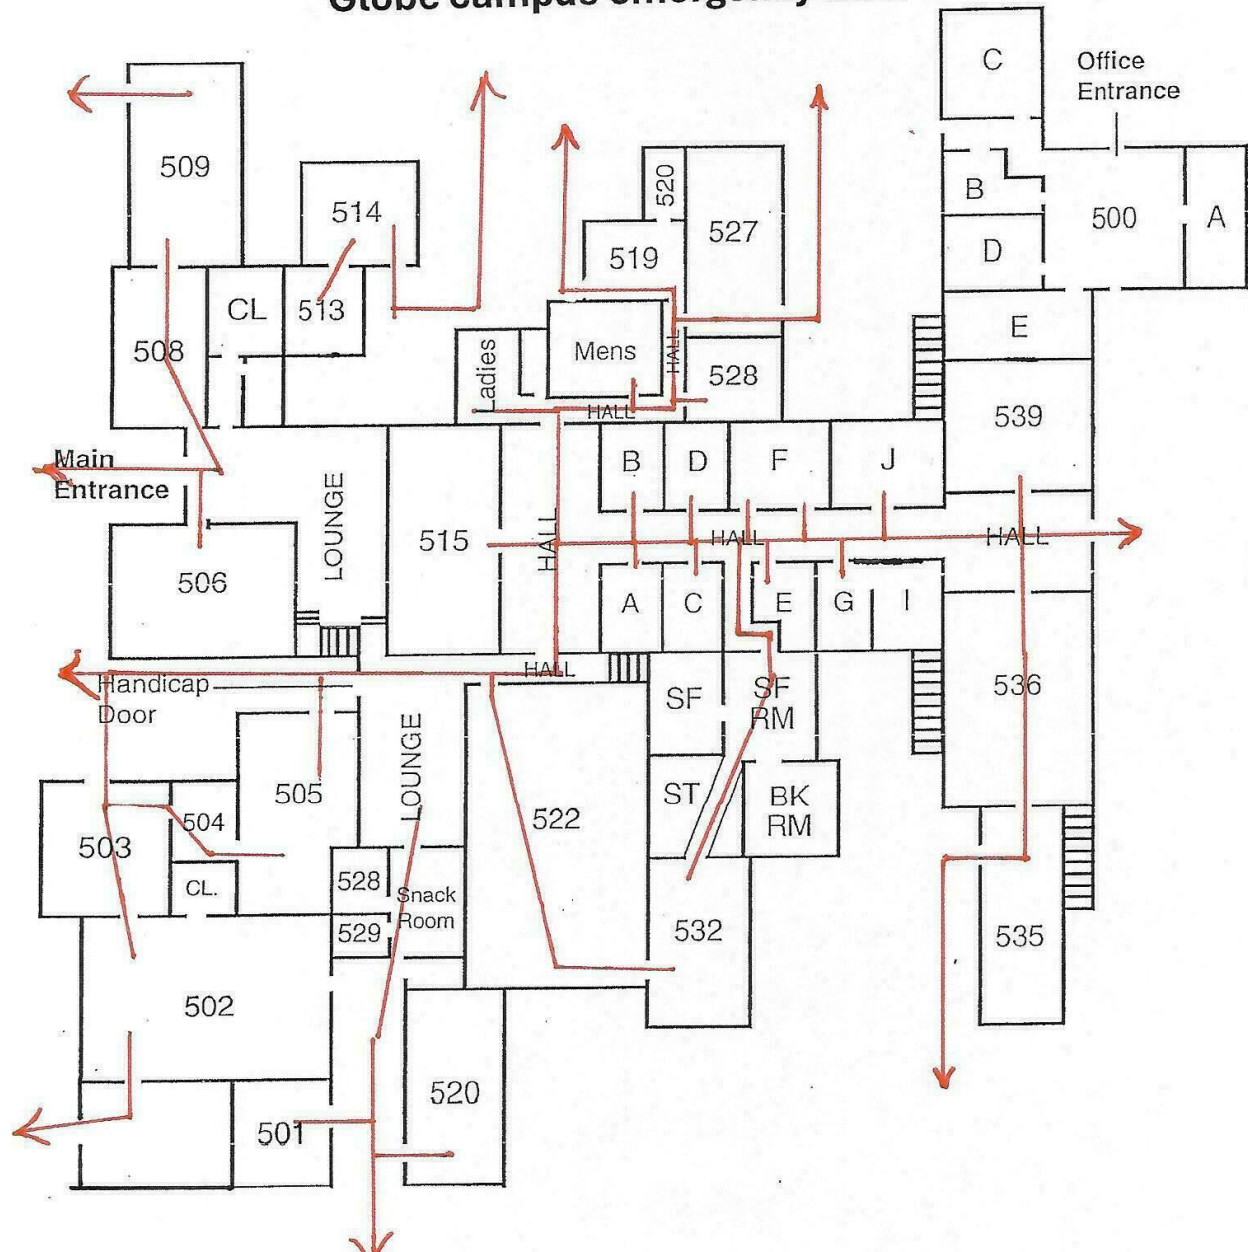 Globe campus emergency
C
Office
Entrance
509
520
B
514
527
500
A
519
D
CL
513
E
508
Mens
HALL
Ladies
528
HALL
539
Main
Entrance
B
D
F
J
LOUNGE
515
HALL
HALL
HALL
506
A
C
E
G
I
HALL
Handicap
Door
SF
SF
RM
536
LOUNGE
505
ST
BK
RM
504
522
503
CL.
528
Snack
Room
529
532
535
502
520
501